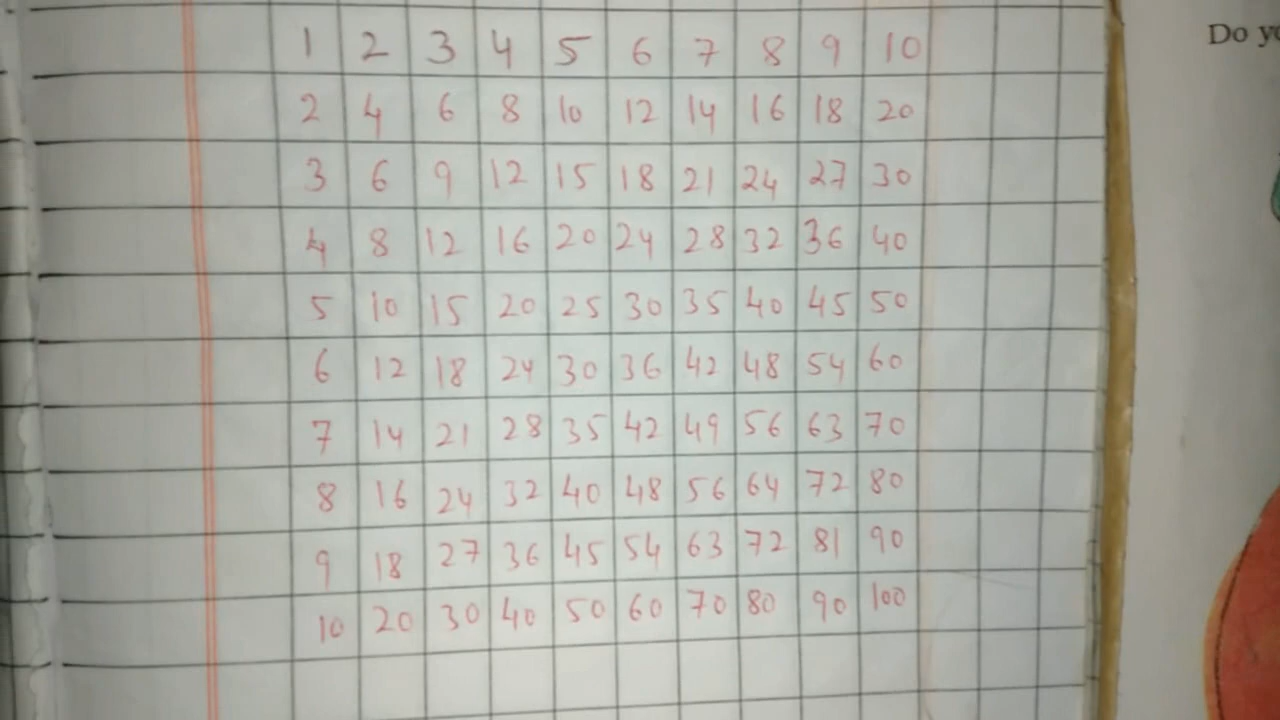 1 2 3 4 5 6 7 8 9 10
2 4 6 8 10 12 14 16 18 20
3 6 9 12 15 18 21 24 27 30
4 8 12 16 20 24 28 32 36 40
5 10 15 20 25 30 35 40 45 50
6 12 18 24 30 36 42 48 54 60
7 14 21 28 35 42 49 56 63 70
8 16 24 32 40 48 56 64 72 80
9 18 27 36 45 54 63 72 81 90
10 20 30 40 50 60 70 80 90 100
Do